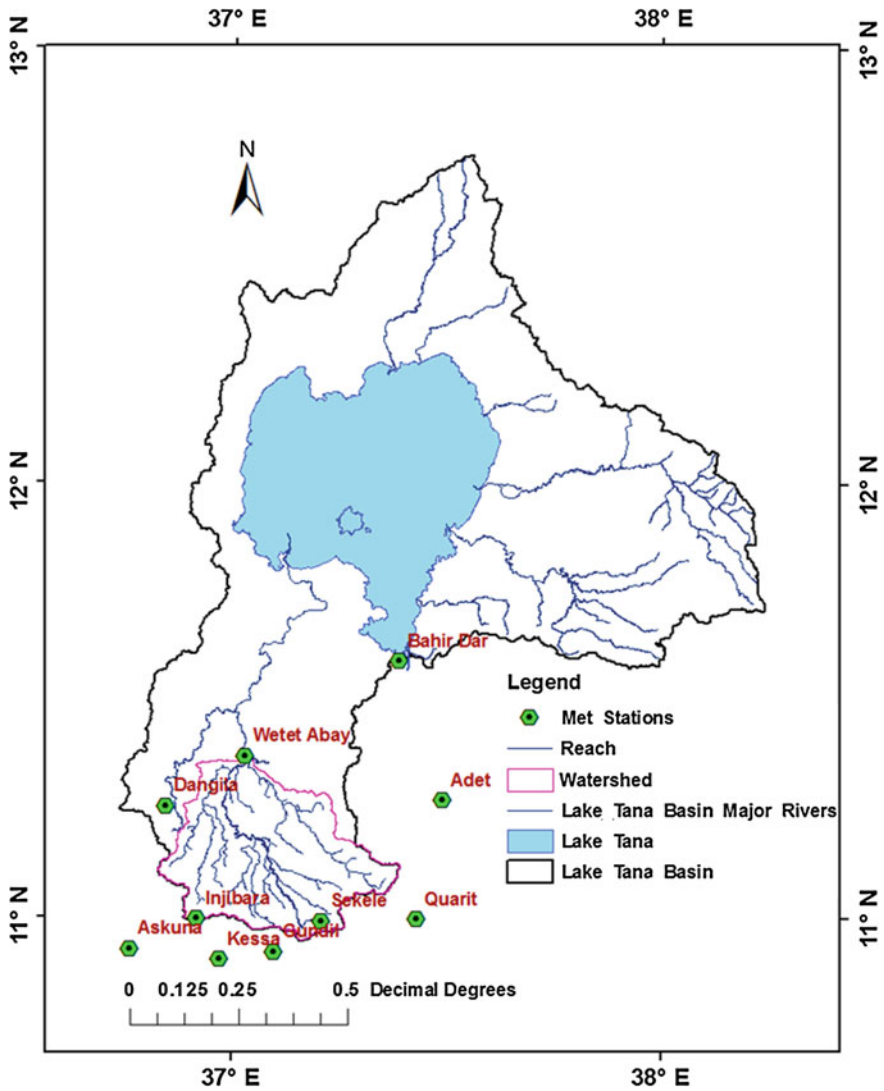 37° E 38° E
13° N 13° N
N
12° N 12° N
Bahir Dar
Legend
Met Stations
Reach
Watershed
Lake Tana Basin Major Rivers
Lake Tana
Lake Tana Basin
Wetet Abay
Dangila
Adet
Injibara
Sekele
Quarit
11° N 11° N
Askuna
Kessa
Gundil
0 0.125 0.25 0.5 Decimal Degrees
37° E 38° E